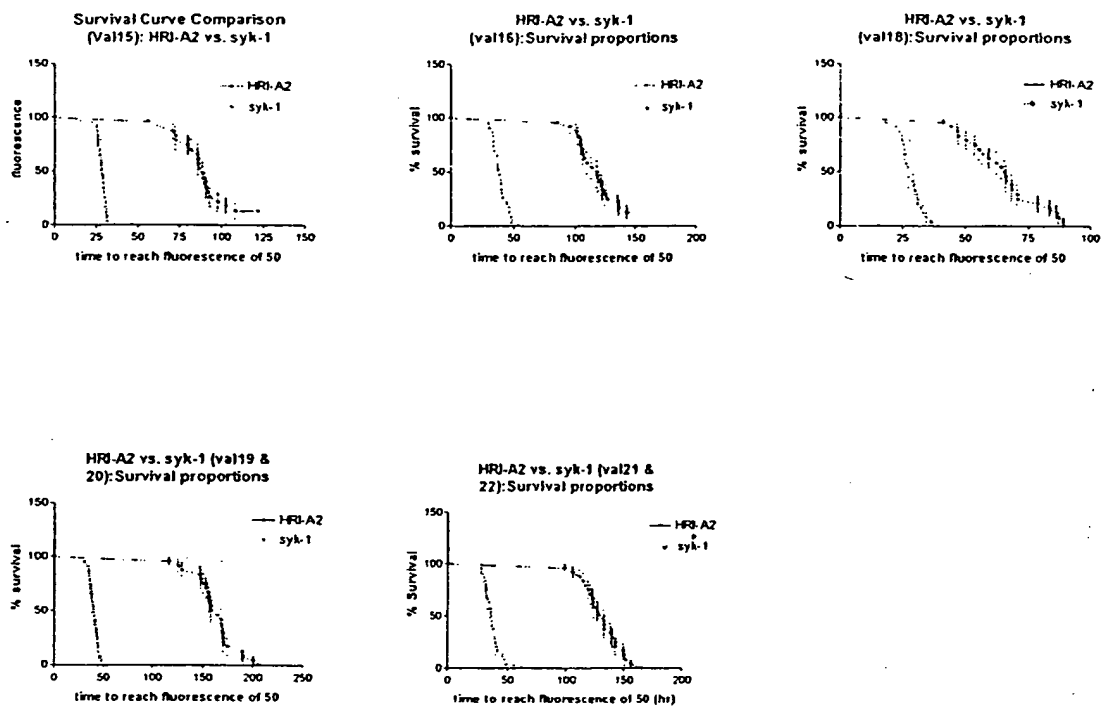 Survival Curve Comparison
(Val15): HRI-A2 vs. syk-1
fluorescence
150
100
50
0
0 25 50 75 100 125 150
time to reach fluorescence of 50
HRI-A2
syk-1
HRI-A2 vs. syk-1
(val16):Survival proportions
% survival
150
100
50
0
0 50 100 150 200
time to reach fluorescence of 50
HRI-A2
syk-1
HRI-A2 vs. syk-1
(val18):Survival proportions
% survival
150
100
50
0
0 25 50 75 100
time to reach fluorescence of 50
HRI-A2
syk-1
HRI-A2 vs. syk-1 (val19 &
20):Survival proportions
% survival
150
100
50
0
0 50 100 150 200 250
time to reach fluorescence of 50
HRI-A2
syk-1
HRI-A2 vs. syk-1 (val21 &
22):Survival proportions
% Survival
150
100
50
0
0 50 100 150 200
time to reach fluorescence of 50 (hr)
HRI-A2
syk-1